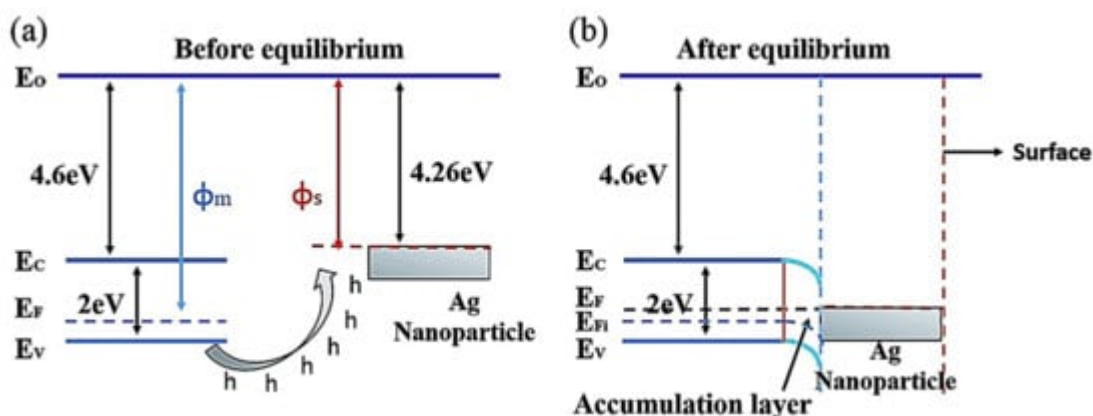 (a)
Before equilibrium
Eo
4.6eV
ϕm
ϕs
4.26eV
Ec
EF
2eV
Ev
h h h h h h
Ag
Nanoparticle
(b)
After equilibrium
Eo
Surface
4.6eV
Ec
EF
2eV
EFi
Ev
Ag
Nanoparticle
Accumulation layer